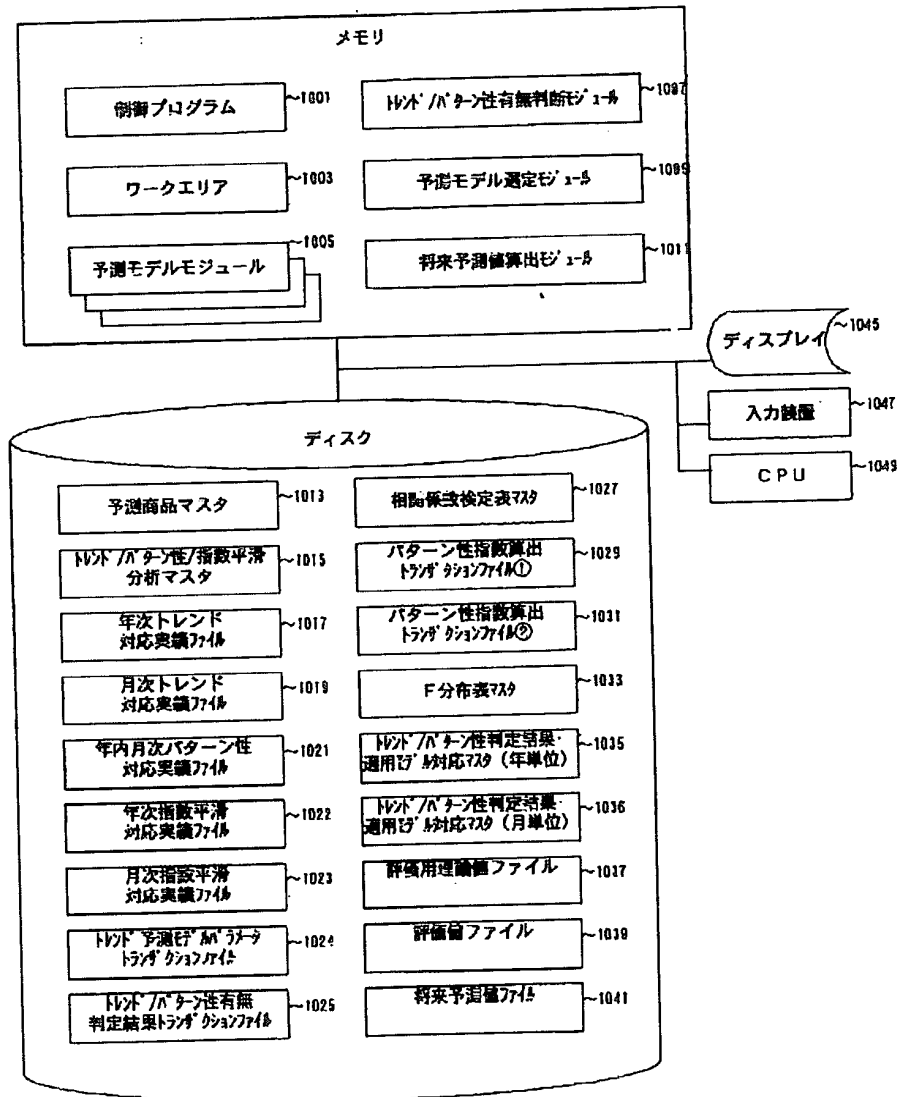 メモリ
制御プログラム
1001
ワークエリア
1003
予測モデルモジュール
1005
トレンド/パターン性有無判断モジュール
1007
予測モデル選定モジュール
1009
将来予測値算出モジュール
1011
ディスプレイ
1045
入力装置
1047
CPU
1049
ディスク
予測商品マスタ
1013
トレンド/パターン性/指数平滑
分析マスタ
1015
年次トレンド
対応実績ファイル
1017
月次トレンド
対応実績ファイル
1019
年内月次パターン性
対応実績ファイル
1021
年次指数平滑
対応実績ファイル
1022
月次指数平滑
対応実績ファイル
1023
トレンド予測モデルパラメータ
トランザクションファイル
1024
トレンド/パターン性有無
判定結果トランザクションファイル
1025
相関係数検定表マスタ
1027
パターン性指数算出
トランザクションファイル①
1029
パターン性指数算出
トランザクションファイル②
1031
F分布表マスタ
1033
トレンド/パターン性判定結果・
適用モデル対応マスタ（年単位）
1035
トレンド/パターン性判定結果・
適用モデル対応マスタ（月単位）
1036
評価用理論値ファイル
1037
評価値ファイル
1039
将来予測値ファイル
1041